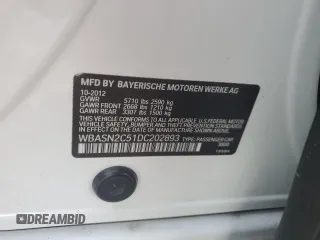 MFD BY BAYERISCHE MOTOREN WERKE AG
10-2012
GVWR 5710 lbs 2590 kg
GAWR FRONT 2668 lbs 1210 kg
GAWR REAR 3307 lbs 1500 kg
THIS VEHICLE CONFORMS TO ALL APPLICABLE U.S. FEDERAL MOTOR
VEHICLE SAFETY, BUMPER AND THEFT PREVENTION STANDARDS IN
EFFECT ON THE DATE OF MANUFACTURE SHOWN ABOVE
WBASN2C51DC202893 TYPE: PASSENGER CAR
DREAMBID